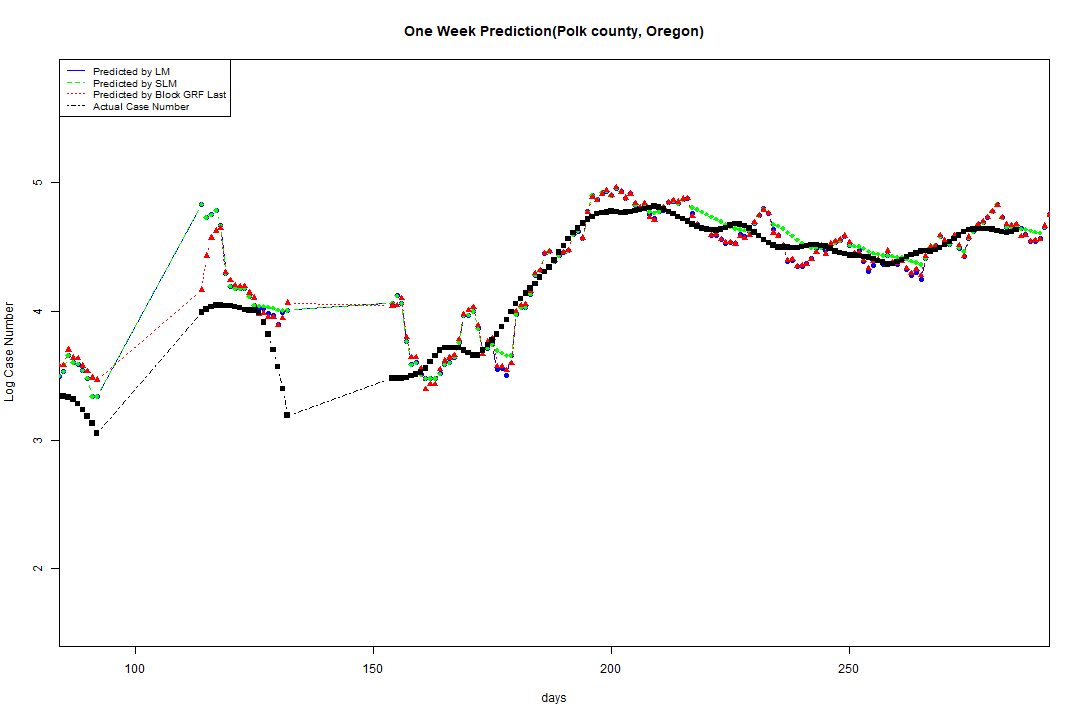 One Week Prediction(Polk county, Oregon)
Predicted by LM
Predicted by SLM
Predicted by Block GRF Last
Actual Case Number
5
4
3
2
Log Case Number
100 150 200 250
days